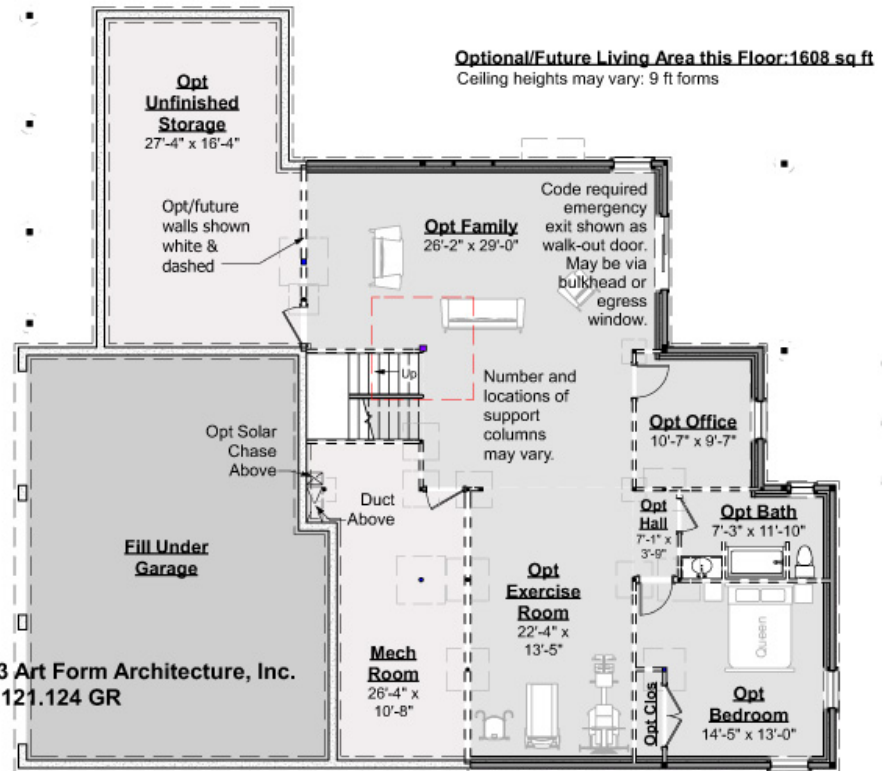 Optional/Future Living Area this Floor:1608 sq ft
Ceiling heights may vary: 9 ft forms
Opt
Unfinished
Storage
27'-4" x 16'-4"
Opt/future
walls shown
white &
dashed
Opt Family
26'-2" x 29'-0"
Code required
emergency
exit shown as
walk-out door.
May be via
bulkhead or
egress
window.
Up
Number and
locations of
support
columns
may vary.
Opt Office
10'-7" x 9'-7"
Opt Solar
Chase
Above
Duct
Above
Opt
Hall
7'-1" x
3'-9"
Opt Bath
7'-3" x 11'-10"
Fill Under
Garage
Opt
Exercise
Room
22'-4" x
13'-5"
Queen
Mech
Room
26'-4" x
10'-8"
Opt Clos
Opt
Bedroom
14'-5" x 13'-0"
3 Art Form Architecture, Inc.
121.124 GR